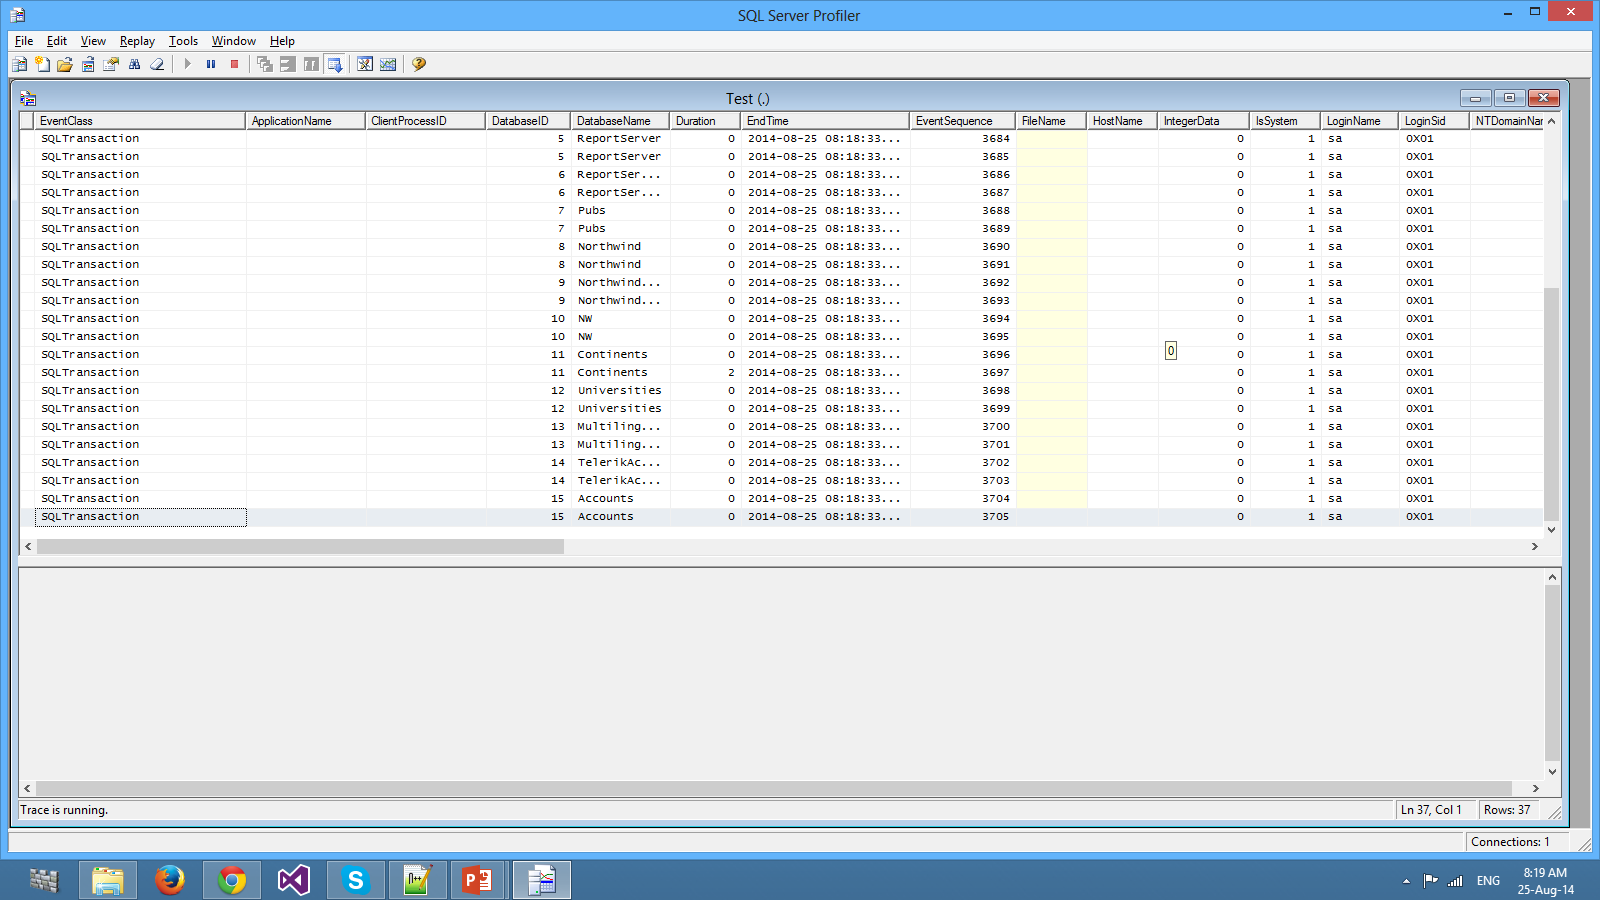 SQL Server Profiler
File Edit View Replay Tools Window Help
Test (.)
EventClass ApplicationName ClientProcessID DatabaseID DatabaseName Duration EndTime EventSequence FileName HostName IntegerData IsSystem LoginName LoginSid NTDomainNar
SQLTransaction 5 ReportServer 0 2014-08-25 08:18:33... 3684 0 1 sa 0X01
SQLTransaction 5 ReportServer 0 2014-08-25 08:18:33... 3685 0 1 sa 0X01
SQLTransaction 6 ReportSer... 0 2014-08-25 08:18:33... 3686 0 1 sa 0X01
SQLTransaction 6 ReportSer... 0 2014-08-25 08:18:33... 3687 0 1 sa 0X01
SQLTransaction 7 Pubs 0 2014-08-25 08:18:33... 3688 0 1 sa 0X01
SQLTransaction 7 Pubs 0 2014-08-25 08:18:33... 3689 0 1 sa 0X01
SQLTransaction 8 Northwind 0 2014-08-25 08:18:33... 3690 0 1 sa 0X01
SQLTransaction 8 Northwind 0 2014-08-25 08:18:33... 3691 0 1 sa 0X01
SQLTransaction 9 Northwind... 0 2014-08-25 08:18:33... 3692 0 1 sa 0X01
SQLTransaction 9 Northwind... 0 2014-08-25 08:18:33... 3693 0 1 sa 0X01
SQLTransaction 10 NW 0 2014-08-25 08:18:33... 3694 0 1 sa 0X01
SQLTransaction 10 NW 0 2014-08-25 08:18:33... 3695 0 1 sa 0X01
SQLTransaction 11 Continents 0 2014-08-25 08:18:33... 3696 0 0 1 sa 0X01
SQLTransaction 11 Continents 2 2014-08-25 08:18:33... 3697 0 1 sa 0X01
SQLTransaction 12 Universities 0 2014-08-25 08:18:33... 3698 0 1 sa 0X01
SQLTransaction 12 Universities 0 2014-08-25 08:18:33... 3699 0 1 sa 0X01
SQLTransaction 13 Multiling... 0 2014-08-25 08:18:33... 3700 0 1 sa 0X01
SQLTransaction 13 Multiling... 0 2014-08-25 08:18:33... 3701 0 1 sa 0X01
SQLTransaction 14 TelerikAc... 0 2014-08-25 08:18:33... 3702 0 1 sa 0X01
SQLTransaction 14 TelerikAc... 0 2014-08-25 08:18:33... 3703 0 1 sa 0X01
SQLTransaction 15 Accounts 0 2014-08-25 08:18:33... 3704 0 1 sa 0X01
SQLTransaction 15 Accounts 0 2014-08-25 08:18:33... 3705 0 1 sa 0X01
Trace is running. Ln 37, Col 1 Rows: 37
Connections: 1
ENG 8:19 AM
25-Aug-14